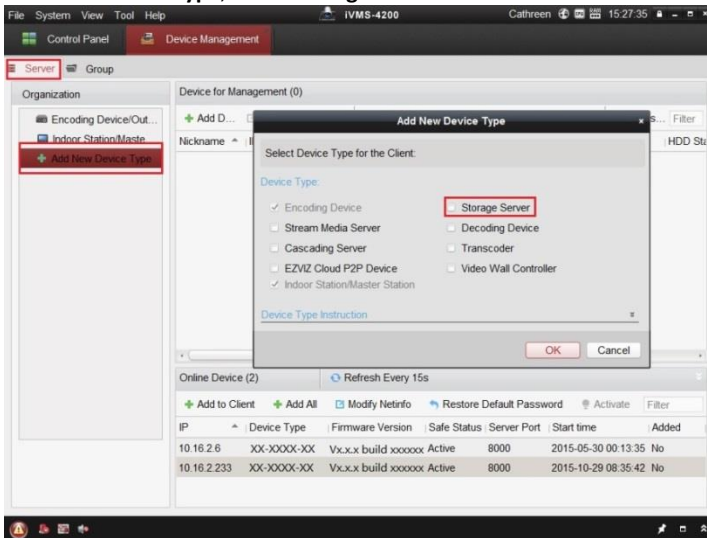 File System View Tool Help iVMS-4200 Cathreen 15:27:35
Control Panel Device Management
Server Group
Organization
Encoding Device/Out...
Indoor Station/Maste...
Add New Device Type
Device for Management (0)
Add D... Filter
Nickname HDD Sta
Add New Device Type
Select Device Type for the Client:
Device Type:
Encoding Device Storage Server
Stream Media Server Decoding Device
Cascading Server Transcoder
EZVIZ Cloud P2P Device Video Wall Controller
Indoor Station/Master Station
Device Type Instruction
OK Cancel
Online Device (2) Refresh Every 15s
Add to Client Add All Modify Netinfo Restore Default Password Activate Filter
IP Device Type Firmware Version Safe Status Server Port Start time Added
10.16.2.6 XX-XXXX-XX Vx.x.x build xxxxxx Active 8000 2015-05-30 00:13:35 No
10.16.2.233 XX-XXXX-XX Vx.x.x build xxxxxx Active 8000 2015-10-29 08:35:42 No